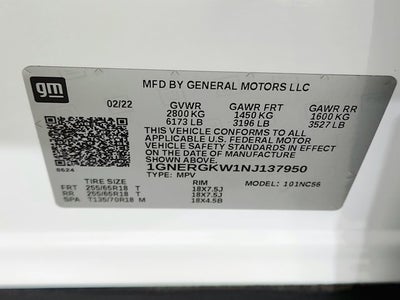 gm
MFD BY GENERAL MOTORS LLC
02/22 GVWR GAWR FRT GAWR RR
2800 KG 1450 KG 1600 KG
6173 LB 3196 LB 3527 LB
THIS VEHICLE CONFORMS TO ALL
APPLICABLE U.S. FEDERAL MOTOR
VEHICLE SAFETY STANDARDS IN
EFFECT ON THE DATE OF MANUFACTURE
SHOWN ABOVE.
1GNERGKW1NJ137950
8624 TYPE: MPV MODEL: 101NC56
TIRE SIZE RIM
FRT 255/65R18 T 18X7.5J
RR 255/65R18 T 18X7.5J
SPA T135/70R18 M 18X4.5B